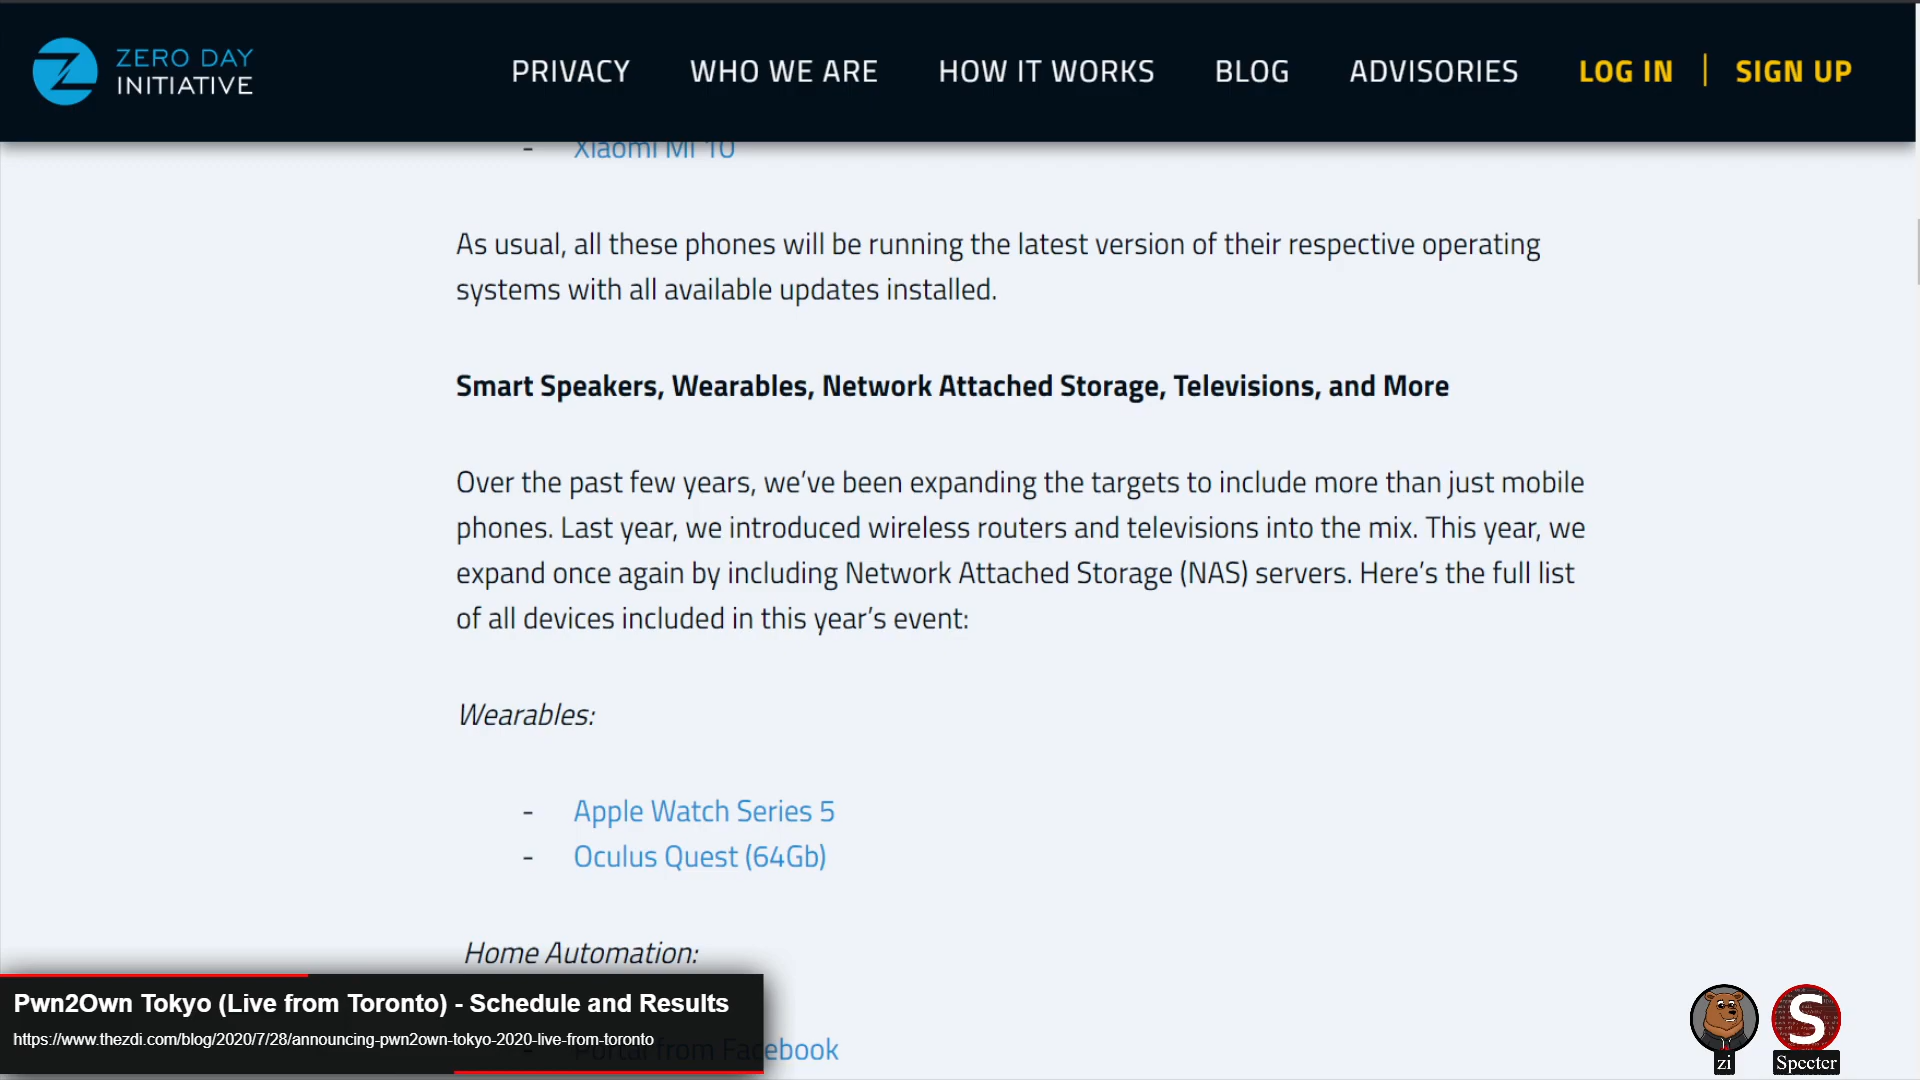 ZERO DAY
INITIATIVE
PRIVACY
WHO WE ARE
HOW IT WORKS
BLOG
ADVISORIES
LOG IN | SIGN UP
- Xiaomi Mi 10
As usual, all these phones will be running the latest version of their respective operating
systems with all available updates installed.
Smart Speakers, Wearables, Network Attached Storage, Televisions, and More
Over the past few years, we’ve been expanding the targets to include more than just mobile
phones. Last year, we introduced wireless routers and televisions into the mix. This year, we
expand once again by including Network Attached Storage (NAS) servers. Here’s the full list
of all devices included in this year’s event:
Wearables:
- Apple Watch Series 5
- Oculus Quest (64Gb)
Home Automation:
- Portal from Facebook
Pwn2Own Tokyo (Live from Toronto) - Schedule and Results
https://www.thezdi.com/blog/2020/7/28/announcing-pwn2own-tokyo-2020-live-from-toronto
zi
S
Specter